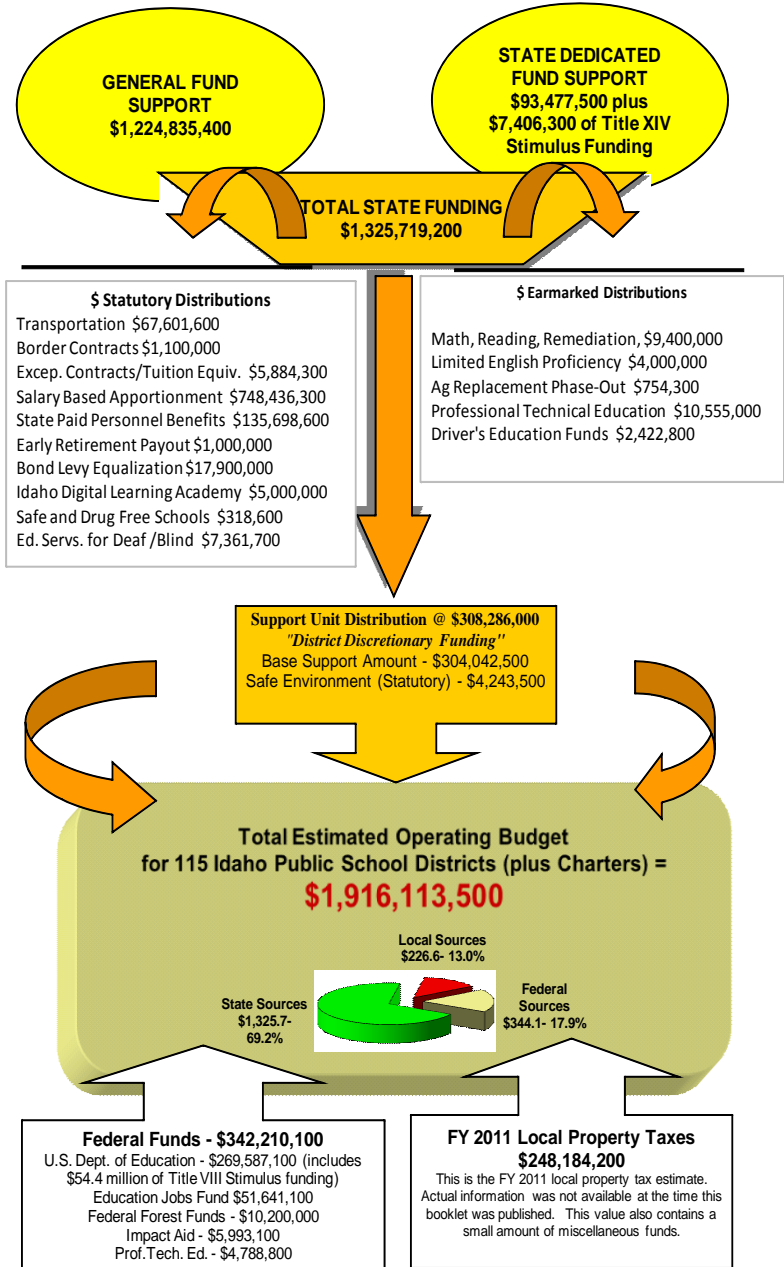 GENERAL FUND
SUPPORT
$1,224,835,400
STATE DEDICATED
FUND SUPPORT
$93,477,500 plus
$7,406,300 of Title XIV
Stimulus Funding
TOTAL STATE FUNDING
$1,325,719,200
$ Statutory Distributions
Transportation $67,601,600
Border Contracts $1,100,000
Excep. Contracts/Tuition Equiv. $5,884,300
Salary Based Apportionment $748,436,300
State Paid Personnel Benefits $135,698,600
Early Retirement Payout $1,000,000
Bond Levy Equalization $17,900,000
Idaho Digital Learning Academy $5,000,000
Safe and Drug Free Schools $318,600
Ed. Servs. for Deaf /Blind $7,361,700
$ Earmarked Distributions
Math, Reading, Remediation, $9,400,000
Limited English Proficiency $4,000,000
Ag Replacement Phase-Out $754,300
Professional Technical Education $10,555,000
Driver's Education Funds $2,422,800
Support Unit Distribution @ $308,286,000
"District Discretionary Funding"
Base Support Amount - $304,042,500
Safe Environment (Statutory) - $4,243,500
Total Estimated Operating Budget
for 115 Idaho Public School Districts (plus Charters) =
$1,916,113,500
Local Sources
$226.6- 13.0%
State Sources
$1,325.7-
69.2%
Federal
Sources
$344.1- 17.9%
Federal Funds - $342,210,100
U.S. Dept. of Education - $269,587,100 (includes
$54.4 million of Title VIII Stimulus funding)
Education Jobs Fund $51,641,100
Federal Forest Funds - $10,200,000
Impact Aid - $5,993,100
Prof.Tech. Ed. - $4,788,800
FY 2011 Local Property Taxes
$248,184,200
This is the FY 2011 local property tax estimate.
Actual information was not available at the time this
booklet was published. This value also contains a
small amount of miscellaneous funds.